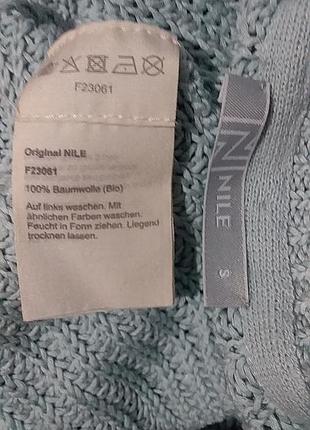 F23061
Original NILE
F23061
100% Baumwolle (Bio)
Auf links waschen. Mit
ähnlichen Farben waschen.
Feucht in Form ziehen. Liegend
trocknen lassen.
N NILE
S